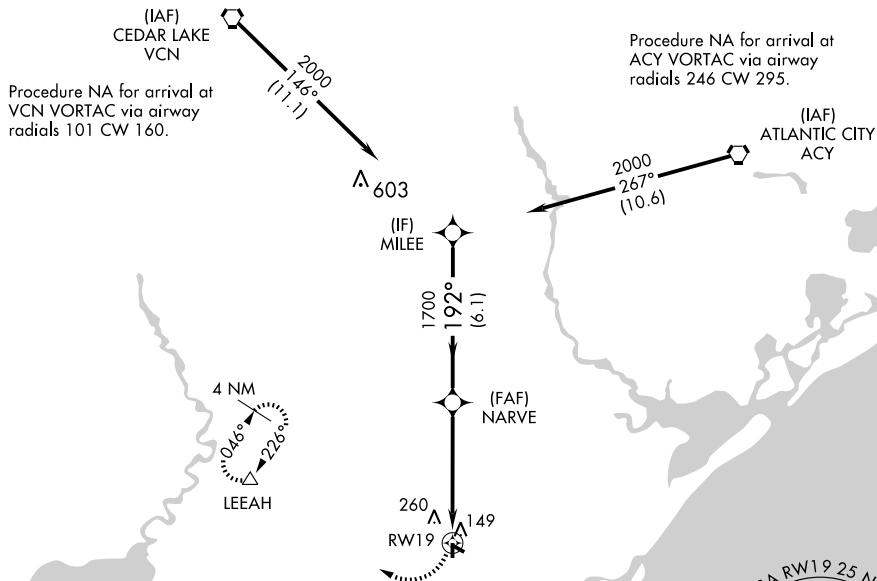 (IAF)
CEDAR LAKE
VCN
Procedure NA for arrival at
VCN VORTAC via airway
radials 101 CW 160.
2000
146°
(11.1)
Procedure NA for arrival at
ACY VORTAC via airway
radials 246 CW 295.
(IAF)
ATLANTIC CITY
ACY
2000
267°
(10.6)
603
(IF)
MILEE
1700
192°
(6.1)
4 NM
046°
226°
LEEAH
(FAF)
NARVE
260
149
RW19
RW19 25